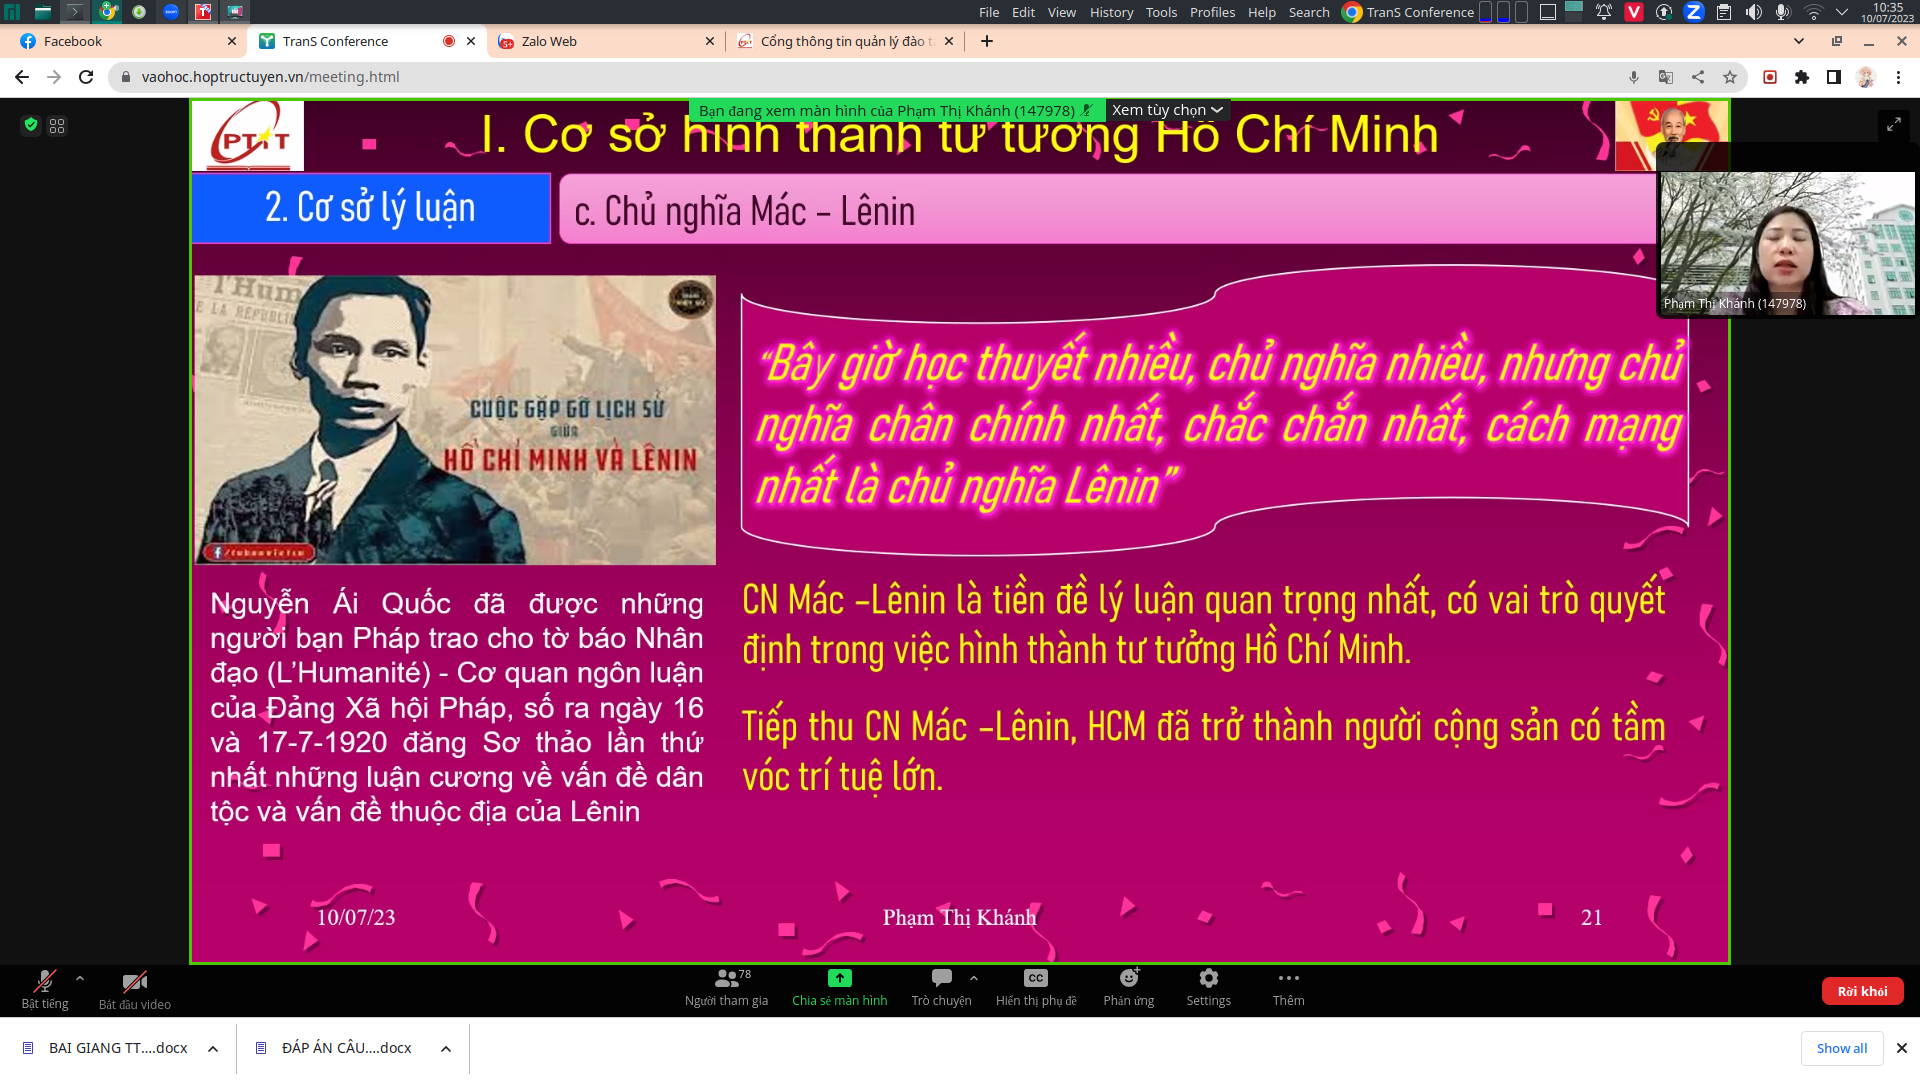 File Edit View History Tools Profiles Help Search TranS Conference
10:35
10/07/2023
Facebook
TranS Conference
Zalo Web
Cổng thông tin quản lý đào t
vaohoc.hoptructuyen.vn/meeting.html
Bạn đang xem màn hình của Phạm Thị Khánh (147978)
Xem tùy chọn
PTIT
I. Cơ sở hình thành tư tưởng Hồ Chí Minh
2. Cơ sở lý luận
c. Chủ nghĩa Mác – Lênin
Phạm Thị Khánh (147978)
l'Hum
CUỘC GẶP GỠ LỊCH SỬ
GIỮA
HỒ CHÍ MINH VÀ LÊNIN
“Bây giờ học thuyết nhiều, chủ nghĩa nhiều, nhưng chủ
nghĩa chân chính nhất, chắc chắn nhất, cách mạng
nhất là chủ nghĩa Lênin”
Nguyễn Ái Quốc đã được những
người bạn Pháp trao cho tờ báo Nhân
đạo (L’Humanité) - Cơ quan ngôn luận
của Đảng Xã hội Pháp, số ra ngày 16
và 17-7-1920 đăng Sơ thảo lần thứ
nhất những luận cương về vấn đề dân
tộc và vấn đề thuộc địa của Lênin
CN Mác –Lênin là tiền đề lý luận quan trọng nhất, có vai trò quyết
định trong việc hình thành tư tưởng Hồ Chí Minh.
Tiếp thu CN Mác –Lênin, HCM đã trở thành người cộng sản có tầm
vóc trí tuệ lớn.
10/07/23
Phạm Thị Khánh
21
Bật tiếng
Bắt đầu video
78
Người tham gia
Chia sẻ màn hình
Trò chuyện
CC
Hiển thị phụ đề
Phản ứng
Settings
Thêm
Rời khỏi
BAI GIANG TT....docx
ĐÁP ÁN CÂU....docx
Show all